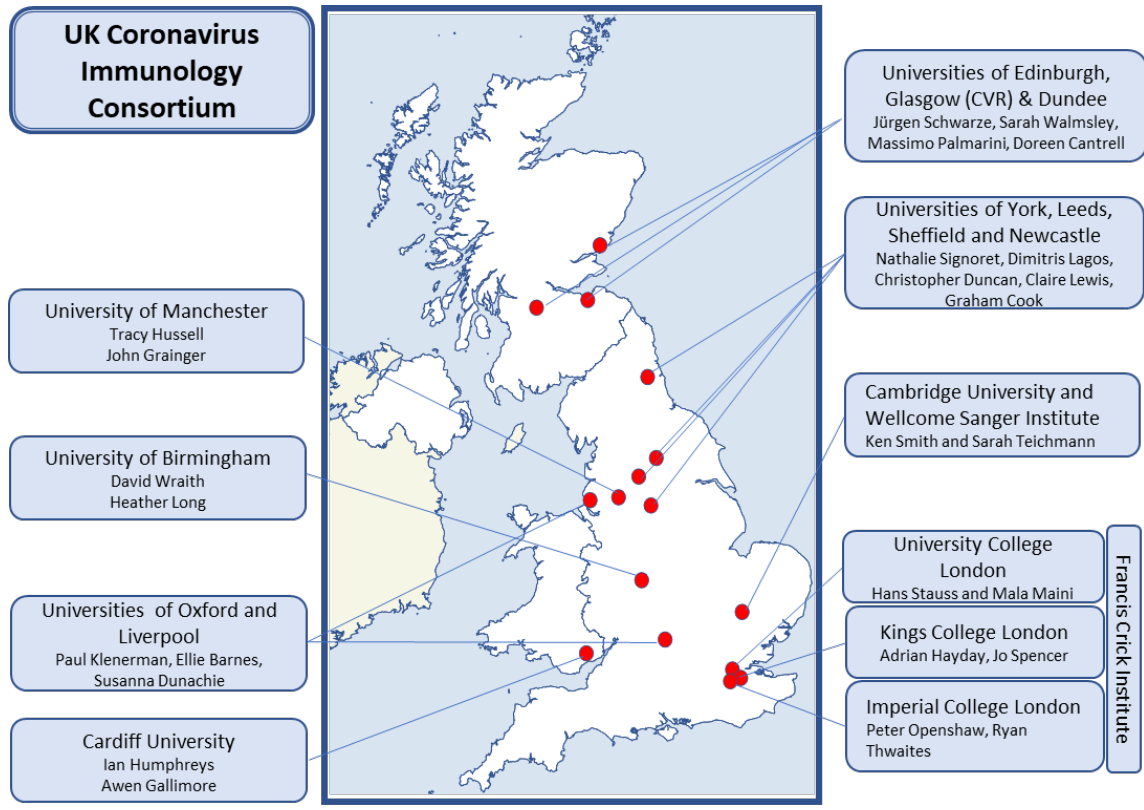 UK Coronavirus
Immunology
Consortium
University of Manchester
Tracy Hussell
John Grainger
University of Birmingham
David Wraith
Heather Long
Universities of Oxford and
Liverpool
Paul Klenerman, Ellie Barnes,
Susanna Dunachie
Cardiff University
Ian Humphreys
Awen Gallimore
Universities of Edinburgh,
Glasgow (CVR) & Dundee
Jürgen Schwarze, Sarah Walmsley,
Massimo Palmarini, Doreen Cantrell
Universities of York, Leeds,
Sheffield and Newcastle
Nathalie Signoret, Dimitris Lagos,
Christopher Duncan, Claire Lewis,
Graham Cook
Cambridge University and
Wellcome Sanger Institute
Ken Smith and Sarah Teichmann
University College
London
Hans Stauss and Mala Maini
Kings College London
Adrian Hayday, Jo Spencer
Imperial College London
Peter Openshaw, Ryan
Thwaites
Francis Crick Institute